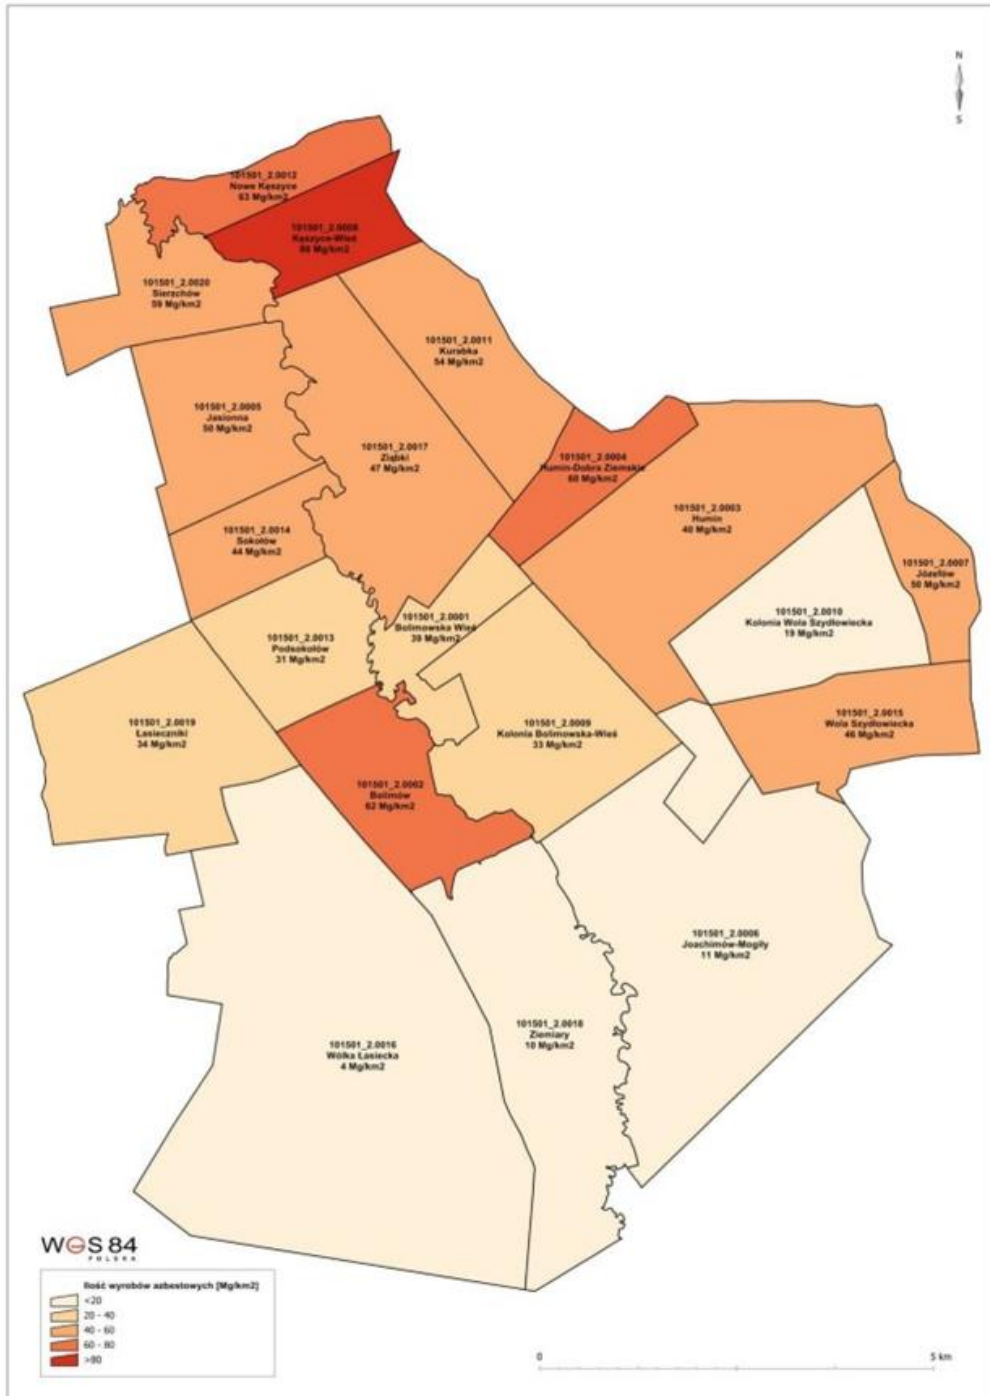 N
S
101501_2.0012
Nowe Kęszyce
63 Mg/km2
101501_2.0008
Kęszyce-Wieś
Mg/km2
101501_2.0020
Sierzchów
59 Mg/km2
101501_2.0011
Kurabka
54 Mg/km2
101501_2.0005
Jasionna
50 Mg/km2
101501_2.0017
Ziąbki
47 Mg/km2
101501_2.0004
Humin-Dobra Ziemskie
Mg/km2
101501_2.0003
Humin
40 Mg/km2
101501_2.0014
Sokołów
44 Mg/km2
101501_2.0007
Józefów
50 Mg/km2
101501_2.0010
Kolonia Wola Szydłowiecka
19 Mg/km2
101501_2.0001
Bolimowska Wieś
39 Mg/km2
101501_2.0013
Podsokołów
31 Mg/km2
101501_2.0019
Łasieczniki
34 Mg/km2
101501_2.0009
Kolonia Bolimowska-Wieś
33 Mg/km2
101501_2.0015
Wola Szydłowiecka
46 Mg/km2
101501_2.0002
Bolimów
62 Mg/km2
101501_2.0006
Joachimów-Mogiły
11 Mg/km2
101501_2.0018
Ziemiary
10 Mg/km2
101501_2.0016
Wólka Łasiecka
4 Mg/km2
WGS 84
POLSKA
Ilość wyrobów azbestowych [Mg/km2]
<20
20 - 40
40 - 60
60 - 80
>80
0
5 km